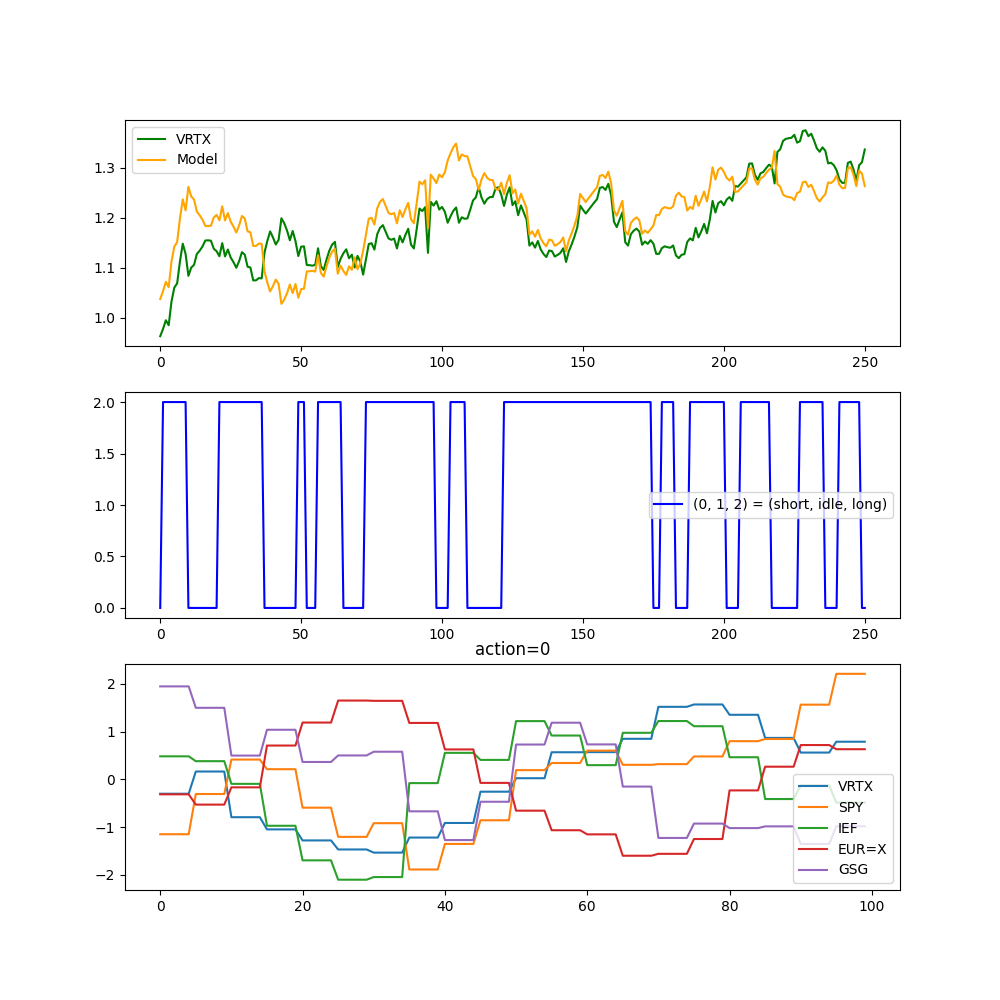 VRTX
Model
1.3
1.2
1.1
1.0
0 50 100 150 200 250
2.0
1.5
1.0
0.5
0.0
(0, 1, 2) = (short, idle, long)
0 50 100 150 200 250
action=0
2
1
0
−1
−2
VRTX
SPY
IEF
EUR=X
GSG
0 20 40 60 80 100